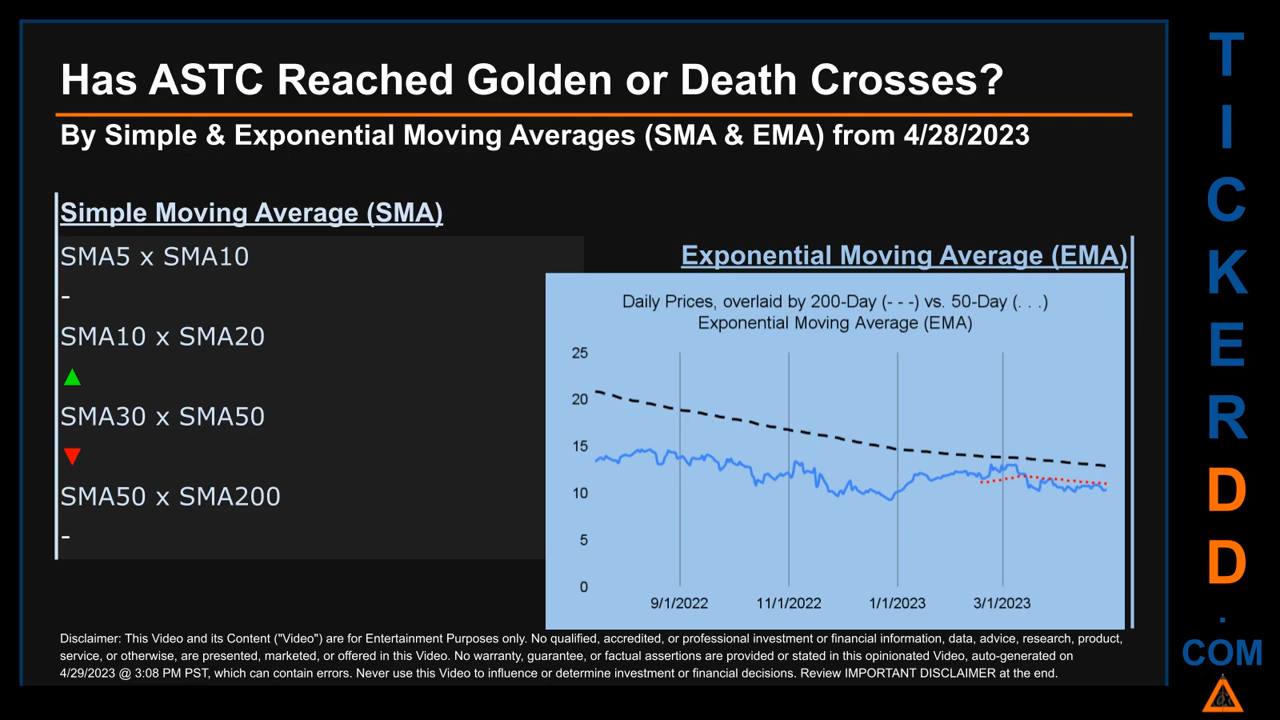 Has ASTC Reached Golden or Death Crosses?
By Simple & Exponential Moving Averages (SMA & EMA) from 4/28/2023
Simple Moving Average (SMA)
SMA5 x SMA10
-
SMA10 x SMA20
▲
SMA30 x SMA50
▼
SMA50 x SMA200
-
Exponential Moving Average (EMA)
Daily Prices, overlaid by 200-Day (- - -) vs. 50-Day (. . .)
Exponential Moving Average (EMA)
25
20
15
10
5
0
9/1/2022 11/1/2022 1/1/2023 3/1/2023
Disclaimer: This Video and its Content ("Video") are for Entertainment Purposes only. No qualified, accredited, or professional investment or financial information, data, advice, research, product,
service, or otherwise, are presented, marketed, or offered in this Video. No warranty, guarantee, or factual assertions are provided or stated in this opinionated Video, auto-generated on
4/29/2023 @ 3:08 PM PST, which can contain errors. Never use this Video to influence or determine investment or financial decisions. Review IMPORTANT DISCLAIMER at the end.
T
I
C
K
E
R
D
D
.
COM